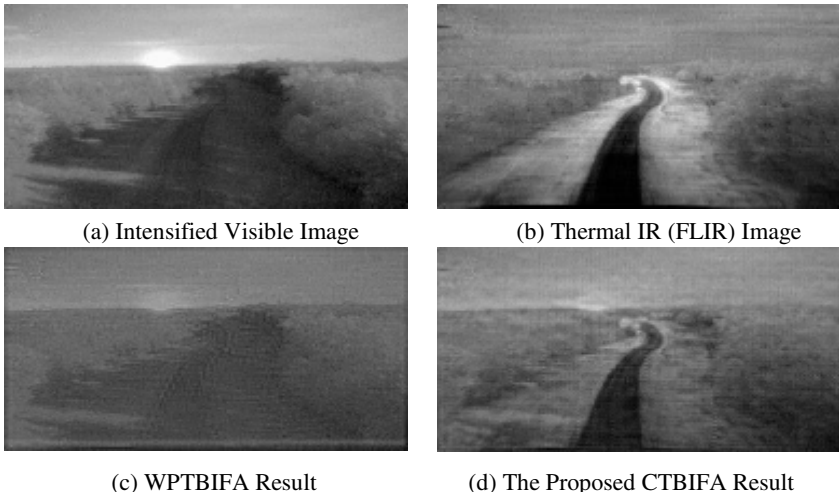 (a) Intensified Visible Image
(b) Thermal IR (FLIR) Image
(c) WPTBIFA Result
(d) The Proposed CTBIFA Result